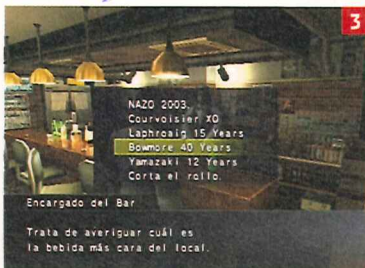 3
NAZO 2003.
Courvoisier XO
Laphroaig 15 Years
Bowmore 40 Years
Yamazaki 12 Years
Corta el rollo.
Encargado del Bar
Trata de averiguar cuál es
la bebida más cara del local.